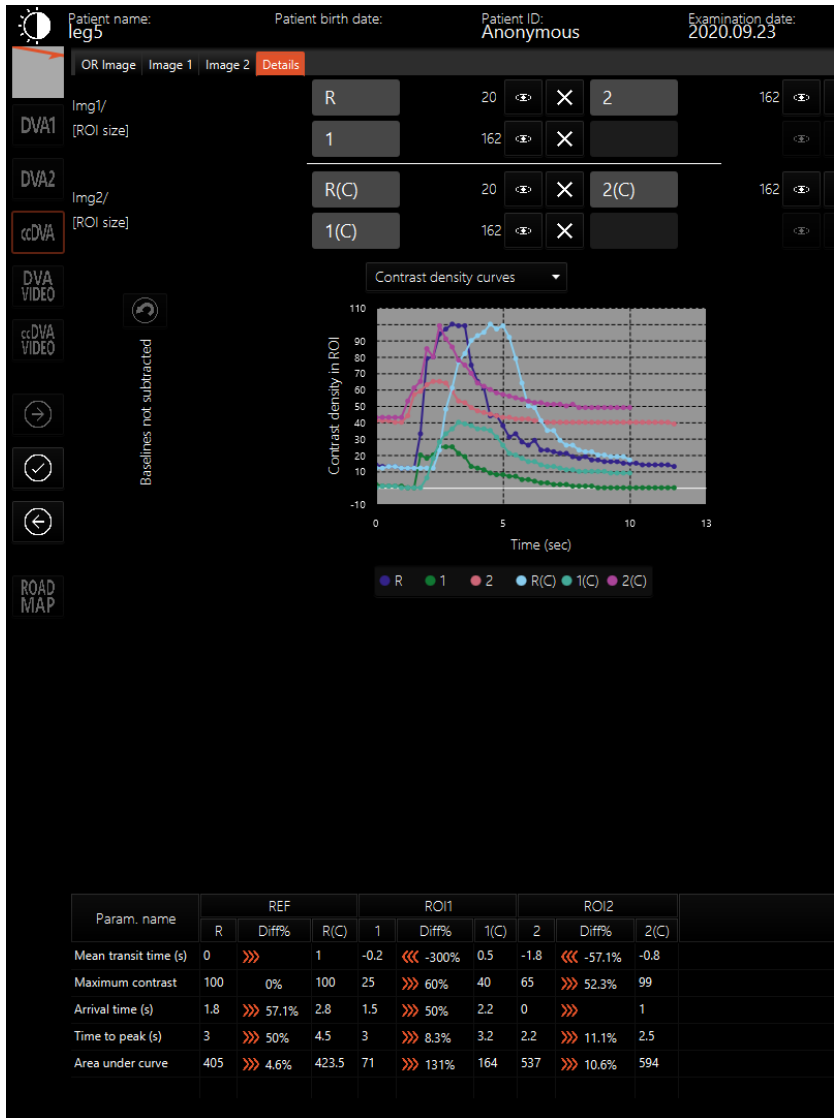 Patient name: Patient birth date: Patient ID: Examination date:
leg5 Anonymous 2020.09.23
OR Image Image 1 Image 2 Details
Img1/ R 20 2 162
[ROI size] 1 162
Img2/ R(C) 20 2(C) 162
[ROI size] 1(C) 162
DVA1
DVA2
ccDVA
DVA
VIDEO
ccDVA
VIDEO
ROAD
MAP
Contrast density curves
Baselines not subtracted
Contrast density in ROI
110
90
80
70
60
50
40
30
20
10
-10
0 5 10 13
Time (sec)
R 1 2 R(C) 1(C) 2(C)
Param. name REF ROI1 ROI2
R Diff% R(C) 1 Diff% 1(C) 2 Diff% 2(C)
Mean transit time (s) 0 1 -0.2 -300% 0.5 -1.8 -57.1% -0.8
Maximum contrast 100 0% 100 25 60% 40 65 52.3% 99
Arrival time (s) 1.8 57.1% 2.8 1.5 50% 2.2 0 1
Time to peak (s) 3 50% 4.5 3 8.3% 3.2 2.2 11.1% 2.5
Area under curve 405 4.6% 423.5 71 131% 164 537 10.6% 594